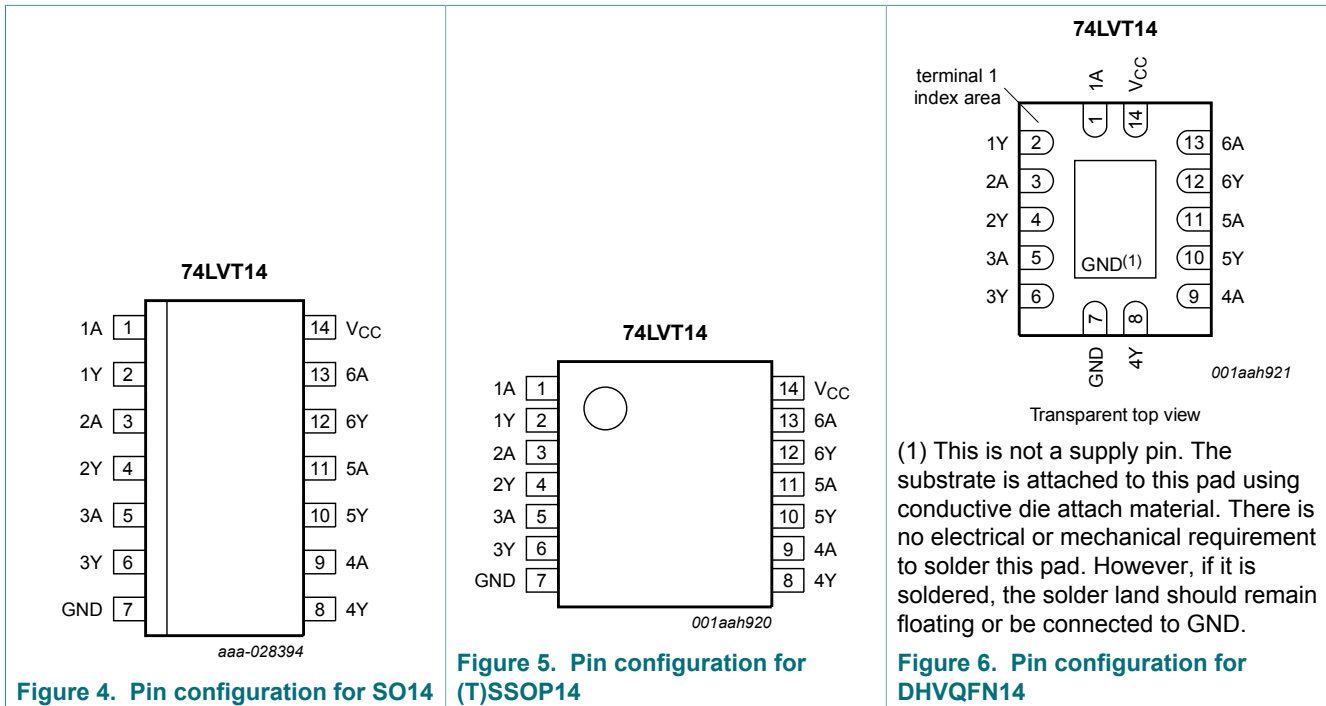 74LVT14
1A 1 14 VCC
1Y 2 13 6A
2A 3 12 6Y
2Y 4 11 5A
3A 5 10 5Y
3Y 6 9 4A
GND 7 8 4Y
aaa-028394
Figure 4. Pin configuration for SO14
74LVT14
1A 1 14 VCC
1Y 2 13 6A
2A 3 12 6Y
2Y 4 11 5A
3A 5 10 5Y
3Y 6 9 4A
GND 7 8 4Y
001aah920
Figure 5. Pin configuration for
(T)SSOP14
74LVT14
terminal 1
index area
1A VCC
1 14
1Y 2 13 6A
2A 3 12 6Y
2Y 4 11 5A
3A 5 10 5Y
GND(1)
3Y 6 9 4A
7 8
GND 4Y
001aah921
Transparent top view
(1) This is not a supply pin. The
substrate is attached to this pad using
conductive die attach material. There is
no electrical or mechanical requirement
to solder this pad. However, if it is
soldered, the solder land should remain
floating or be connected to GND.
Figure 6. Pin configuration for
DHVQFN14